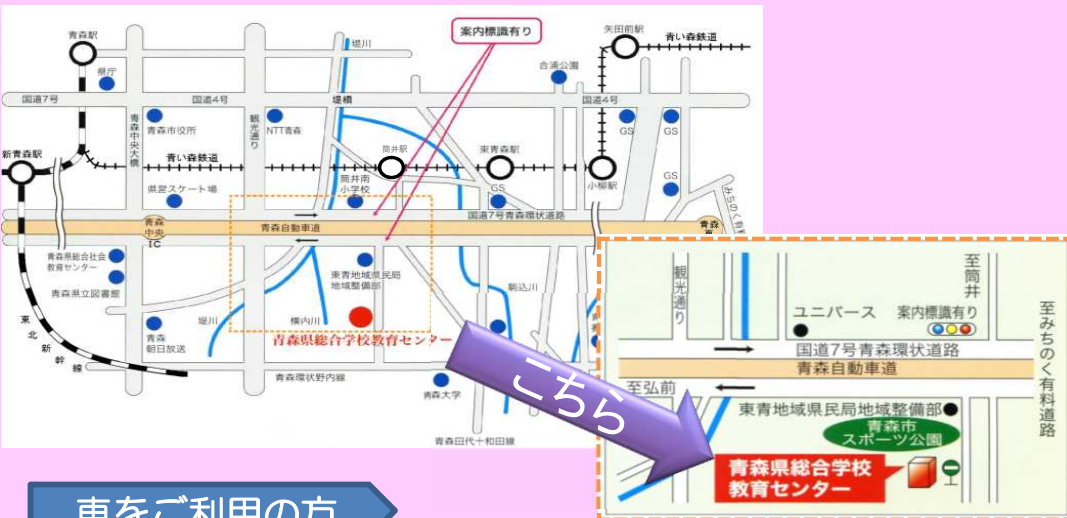 案内標識有り
青森駅
堤川
矢田前駅
青い森鉄道
県庁
合浦公園
国道7号
国道4号
堤橋
国道4号
青森中央大橋
青森市役所
観光通り
NTT青森
GS
GS
新青森駅
青い森鉄道
筒井駅
東青森駅
小柳駅
GS
県営スケート場
筒井南
小学校
GS
国道7号青森環状道路
青森
中央
IC
青森自動車道
青森県総合社会
教育センター
青森県立図書館
東青地域県民局
地域整備部
駒込川
東北新幹線
青森
朝日放送
堤川
横内川
青森県総合学校教育センター
青森環状野内線
青森大学
青森田代十和田線
こちら
観光通り
至筒井
ユニバース
案内標識有り
国道7号青森環状道路
青森自動車道
至弘前
至みちのく有料道路
東青地域県民局地域整備部
青森市
スポーツ公園
青森県総合学校
教育センター
車をご利用の方